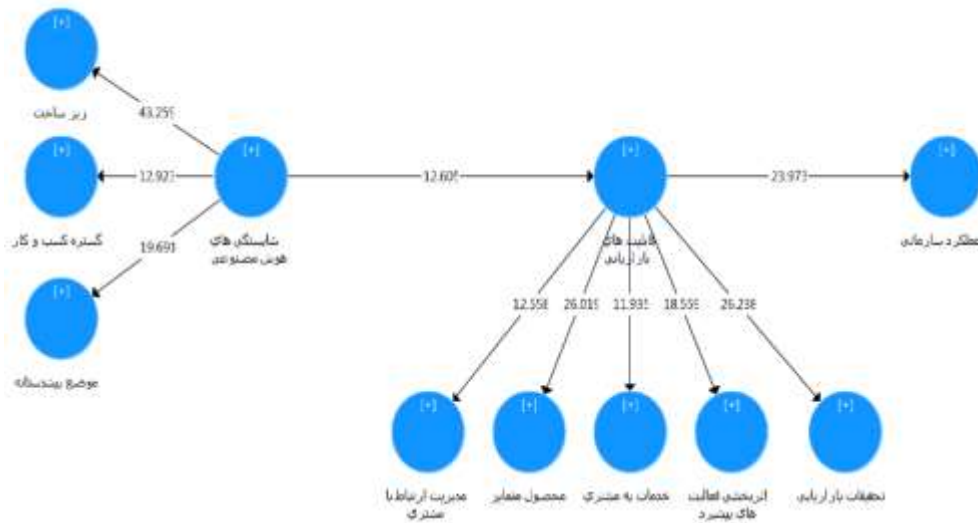 [+]
زیر ساخت
43.259
[+]
گستره کسب و کار
12.923
[+]
موضع پیشدستانه
19.691
[+]
شایستگی های
هوش مصنوعی
12.605
[+]
قابلیت های
بازاریابی
23.973
[+]
عملکرد سازمانی
12.558
26.019
11.935
18.559
26.238
[+]
مدیریت ارتباط با
مشتری
[+]
محصول متمایز
[+]
خدمات به مشتری
[+]
اثربخشی فعالیت
های پیشبرد
[+]
تحقیقات بازاریابی